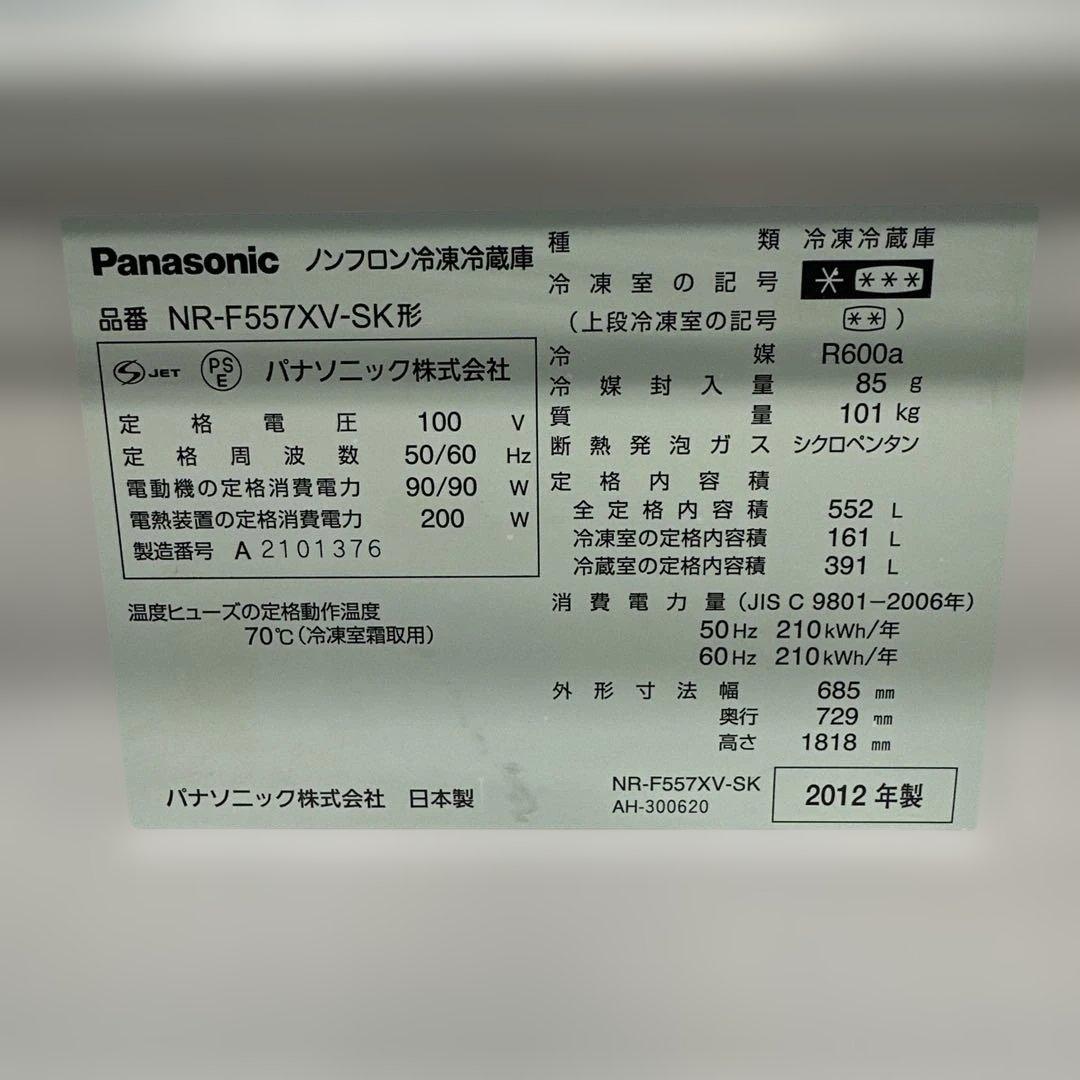 Panasonic ノンフロン冷凍冷蔵庫
品番 NR-F557XV-SK形
S JET PSE パナソニック株式会社
定格電圧 100 V
定格周波数 50/60 Hz
電動機の定格消費電力 90/90 W
電熱装置の定格消費電力 200 W
製造番号 A 2101376
温度ヒューズの定格動作温度
70℃(冷凍室霜取用)
パナソニック株式会社 日本製
種類 冷凍冷蔵庫
冷凍室の記号 * ***
(上段冷凍室の記号 ** )
冷媒 R600a
冷媒封入量 85 g
質量 101 kg
断熱発泡ガス シクロペンタン
定格内容積
全定格内容積 552 L
冷凍室の定格内容積 161 L
冷蔵室の定格内容積 391 L
消費電力量 (JIS C 9801-2006年)
50Hz 210kWh/年
60Hz 210kWh/年
外形寸法幅 685 mm
奥行 729 mm
高さ 1818 mm
NR-F557XV-SK
AH-300620
2012 年製